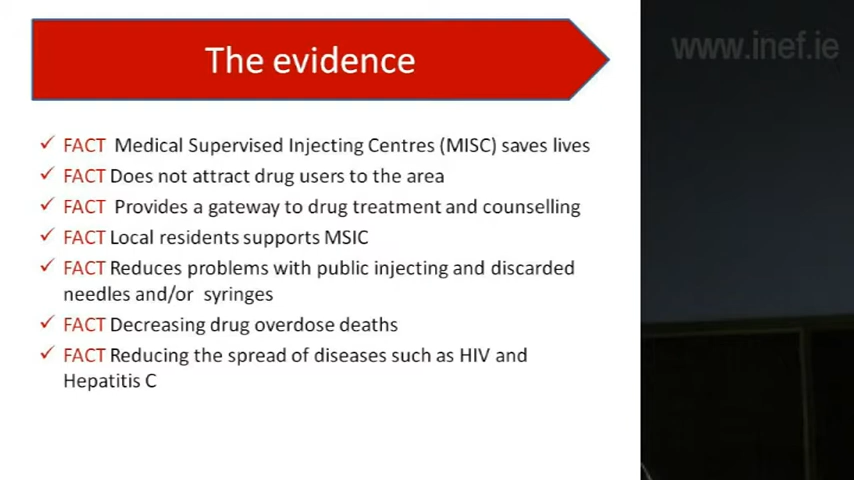 The evidence
www.inef.ie
FACT Medical Supervised Injecting Centres (MISC) saves lives
FACT Does not attract drug users to the area
FACT Provides a gateway to drug treatment and counselling
FACT Local residents supports MSIC
FACT Reduces problems with public injecting and discarded
needles and/or syringes
FACT Decreasing drug overdose deaths
FACT Reducing the spread of diseases such as HIV and
Hepatitis C